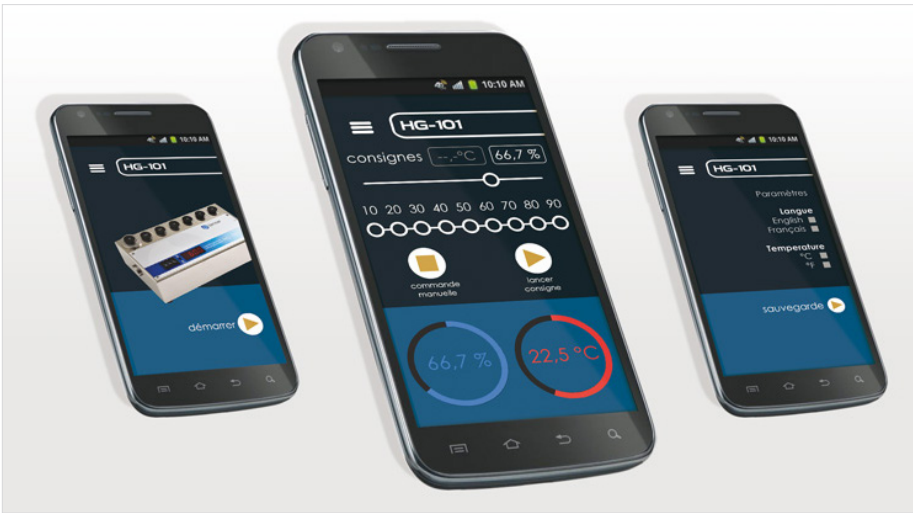 10:10 AM
HG-101
démarrer
10:10 AM
HG-101
consignes --,-°C 66,7 %
10 20 30 40 50 60 70 80 90
commande
manuelle
lancer
consigne
66,7 %
22,5 °C
10:10 AM
HG-101
Paramètres
Langue
English
Français
Temperature
°C
°F
sauvegarde